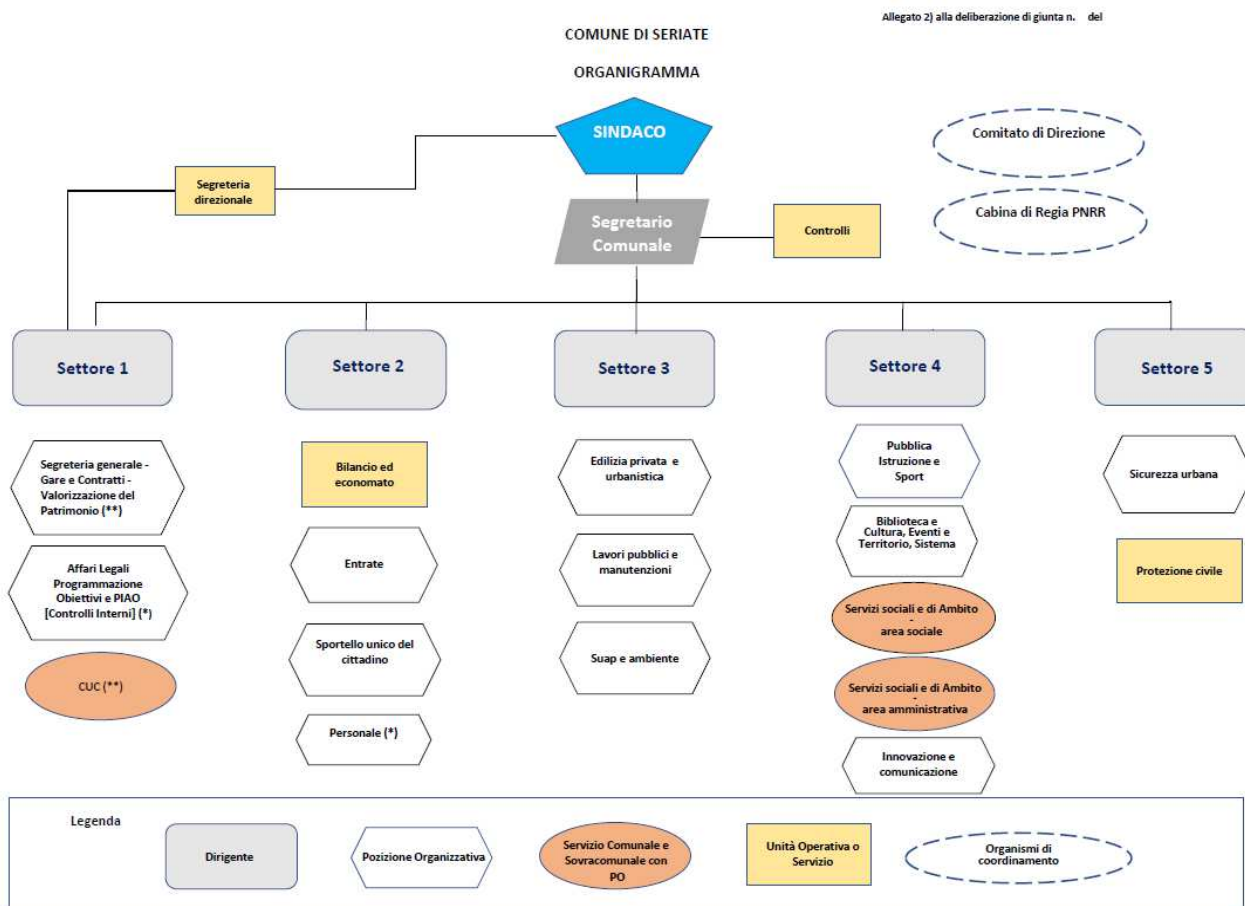 Allegato 2) alla deliberazione di giunta n. del
COMUNE DI SERIATE
ORGANIGRAMMA
SINDACO
Comitato di Direzione
Segreteria
direzionale
Cabina di Regia PNRR
Segretario
Comunale
Controlli
Settore 1
Settore 2
Settore 3
Settore 4
Settore 5
Segreteria generale -
Gare e Contratti -
Valorizzazione del
Patrimonio (**)
Affari Legali
Programmazione
Obiettivi e PIAO
[Controlli Interni] (*)
CUC (**)
Bilancio ed
economato
Entrate
Sportello unico del
cittadino
Personale (*)
Edilizia privata e
urbanistica
Lavori pubblici e
manutenzioni
Suap e ambiente
Pubblica
Istruzione e
Sport
Biblioteca e
Cultura, Eventi e
Territorio, Sistema
Servizi sociali e di Ambito
-
area sociale
Servizi sociali e di Ambito
-
area amministrativa
Innovazione e
comunicazione
Sicurezza urbana
Protezione civile
Legenda
Dirigente
Pozizione Organizzativa
Servizio Comunale e
Sovracomunale con
PO
Unità Operativa o
Servizio
Organismi di
coordinamento